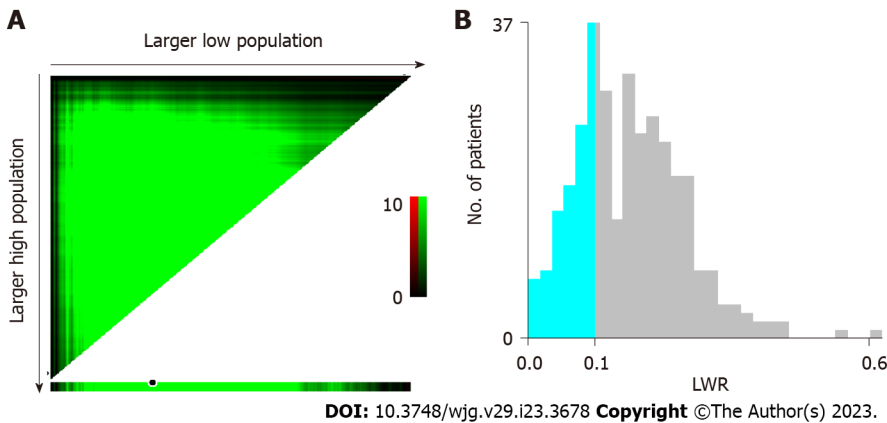 A
Larger low population
Larger high population
10
0
B
37
No. of patients
0
0.0
0.1
0.6
LWR
DOI: 10.3748/wjg.v29.i23.3678 Copyright ©The Author(s) 2023.